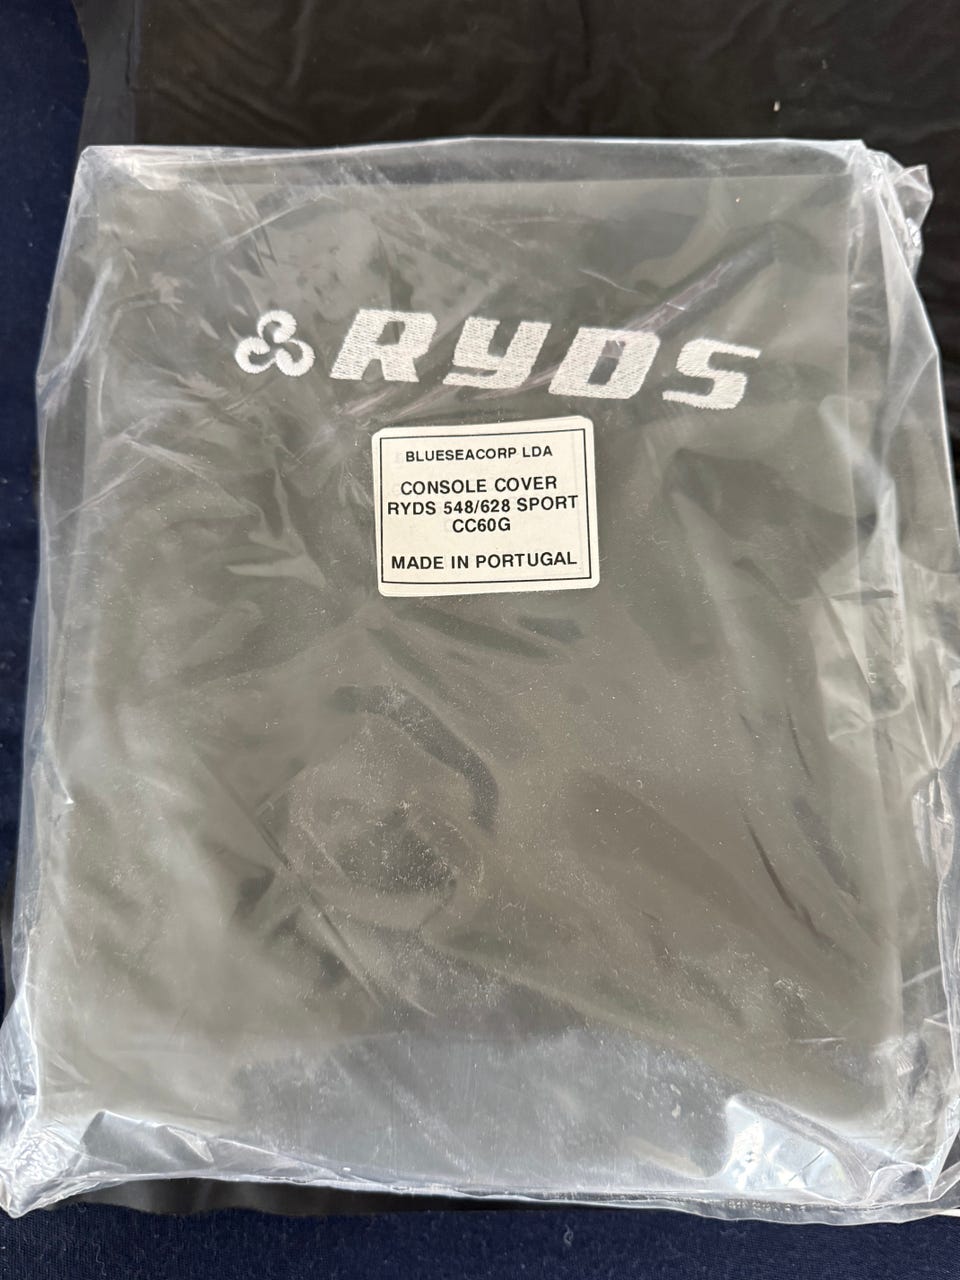 RYDS
BLUESEACORP LDA
CONSOLE COVER
RYDS 548/628 SPORT
CC60G
MADE IN PORTUGAL